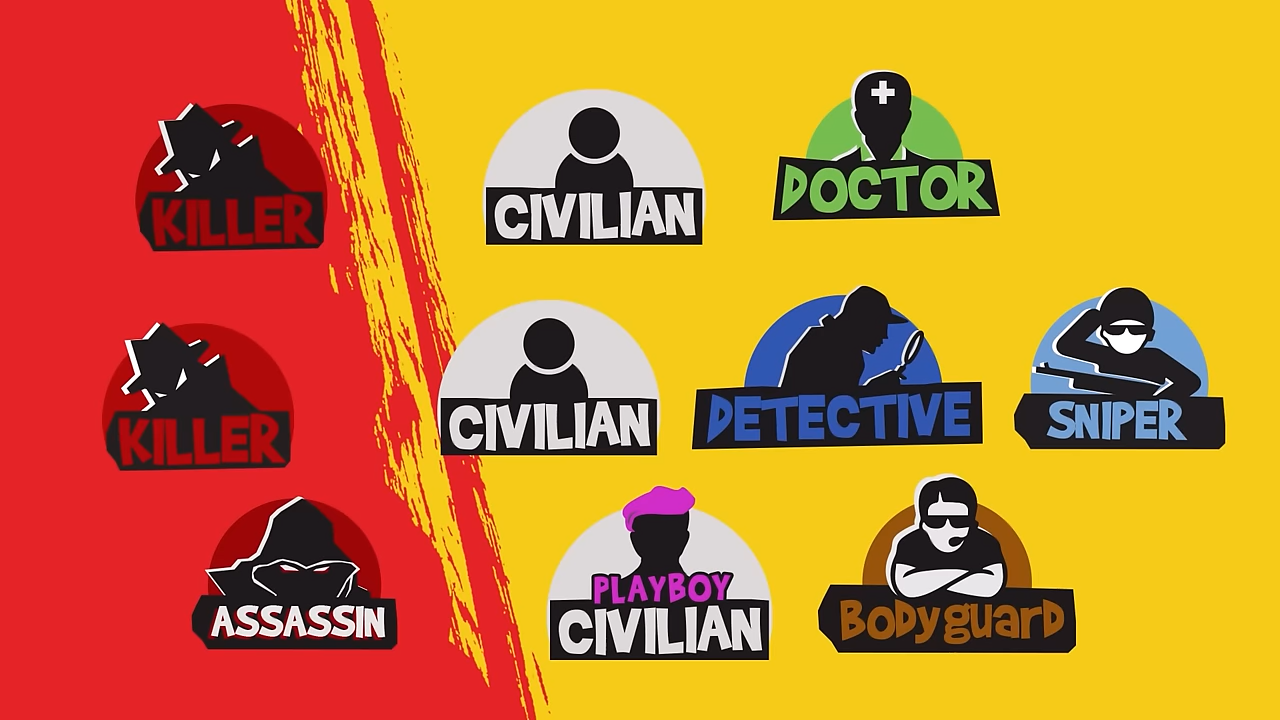 KILLER
CIVILIAN
DOCTOR
KILLER
CIVILIAN
DETECTIVE
SNIPER
ASSASSIN
PLAYBOY
CIVILIAN
BODyguarD